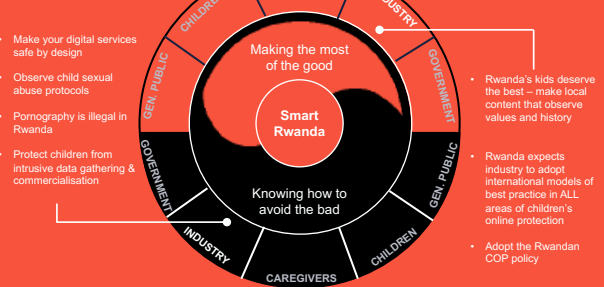 • Make your digital services
safe by design
• Observe child sexual
abuse protocols
• Pornography is illegal in
Rwanda
• Protect children from
intrusive data gathering &
commercialisation
CHILDREN
INDUSTRY
GEN. PUBLIC
GOVERNMENT
Making the most
of the good
Smart
Rwanda
Knowing how to
avoid the bad
GOVERNMENT
INDUSTRY
CAREGIVERS
CHILDREN
GEN. PUBLIC
• Rwanda's kids deserve
the best – make local
content that observe
values and history
• Rwanda expects
industry to adopt
international models of
best practice in ALL
areas of children's
online protection
• Adopt the Rwandan
COP policy